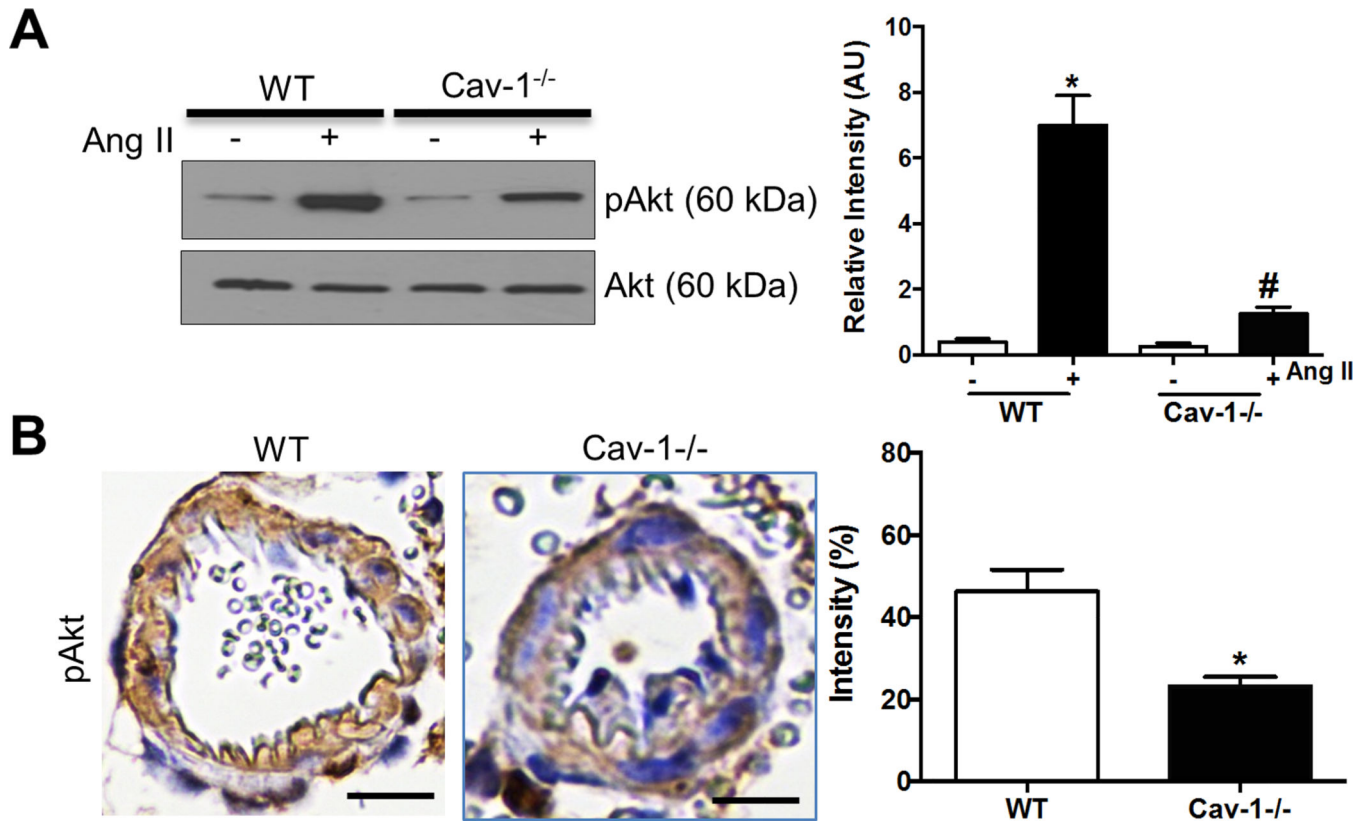 A
WT Cav-1-/-
Ang II - + - +
pAkt (60 kDa)
Akt (60 kDa)
Relative Intensity (AU)
10
8
6
4
2
0
*
#
- + - + Ang II
WT Cav-1-/-
B
WT Cav-1-/-
pAkt
Intensity (%)
80
60
40
20
0
*
WT Cav-1-/-